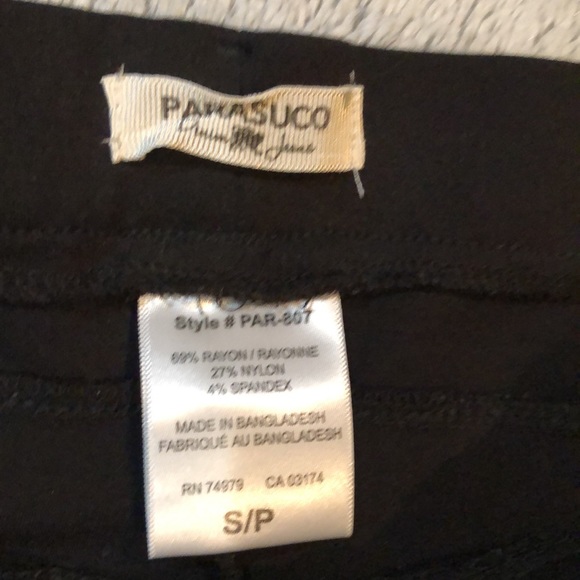 PARASUCO
Jeans
Style # PAR-807
69% RAYON / RAYONNE
27% NYLON
4% SPANDEX
MADE IN BANGLADESH
FABRIQUÉ AU BANGLADESH
RN 74979 CA 03174
S/P